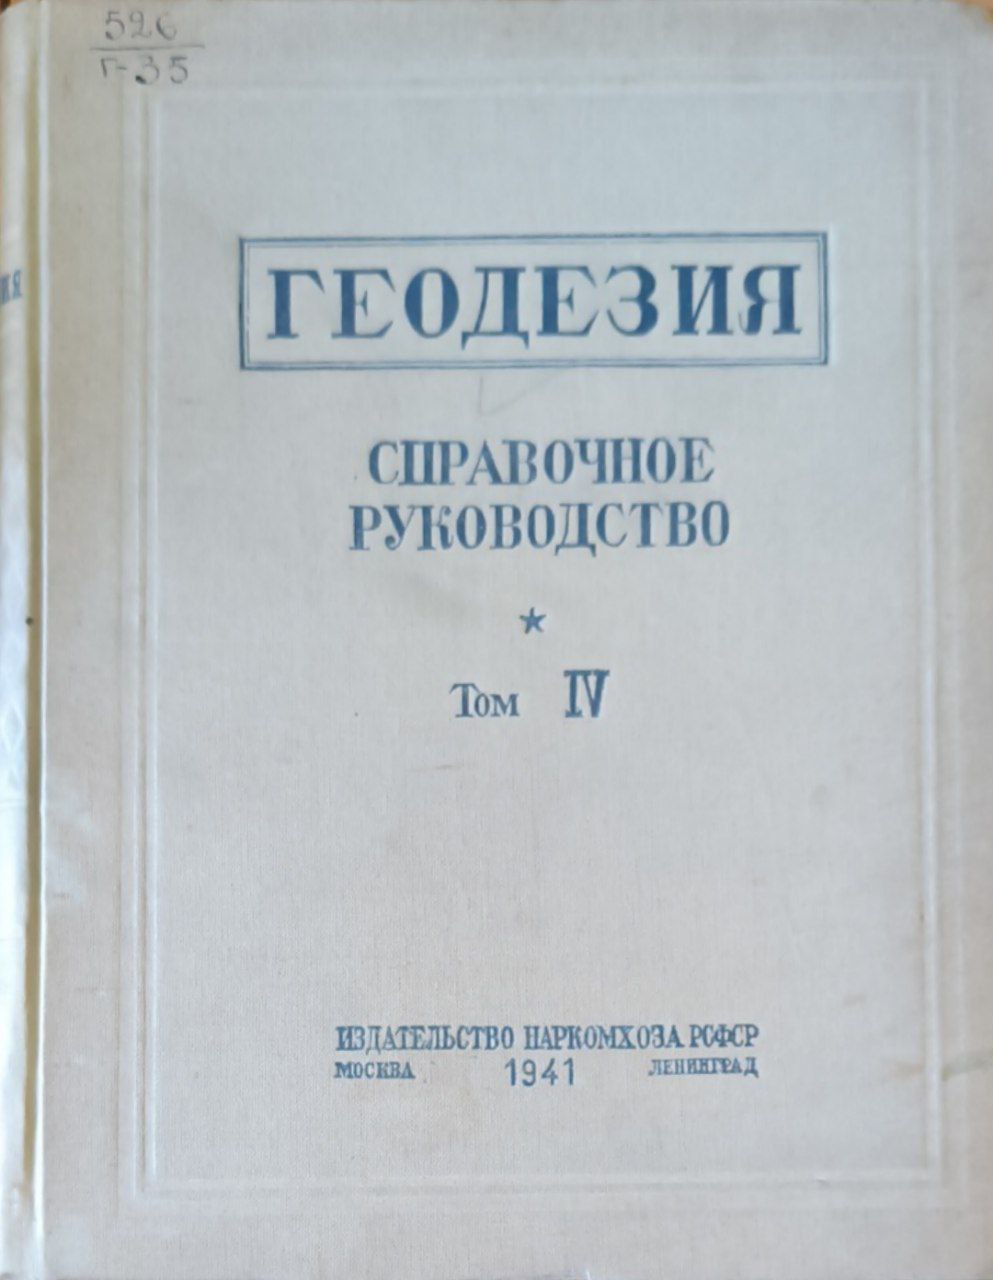 526
Г-35
ГЕОДЕЗИЯ
СПРАВОЧНОЕ
РУКОВОДСТВО
Том IV
ИЗДАТЕЛЬСТВО НАРКОМХОЗА РСФСР
МОСКВА 1941 ЛЕНИНГРАД